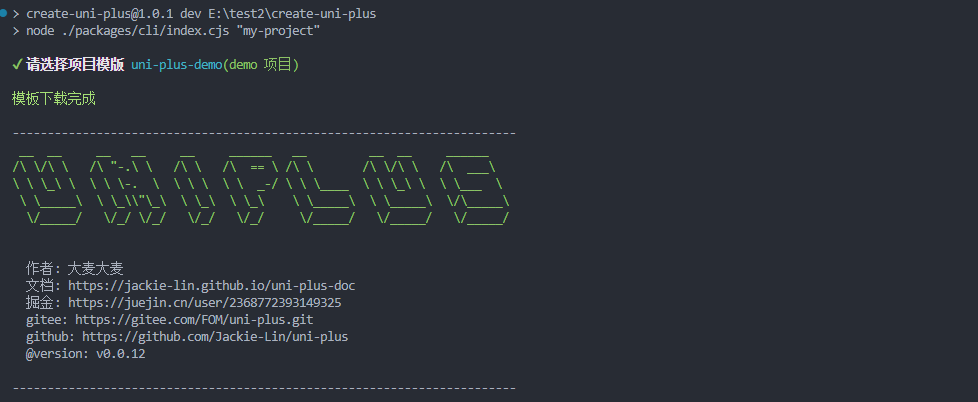 > create-uni-plus@1.0.1 dev E:\test2\create-uni-plus
> node ./packages/cli/index.cjs "my-project"
✔ 请选择项目模版 uni-plus-demo(demo 项目)
模板下载完成
------------------------------------------------------------------------
UNIPLUS
作者: 大麦大麦
文档: https://jackie-lin.github.io/uni-plus-doc
掘金: https://juejin.cn/user/2368772393149325
gitee: https://gitee.com/FOM/uni-plus.git
github: https://github.com/Jackie-Lin/uni-plus
@version: v0.0.12
------------------------------------------------------------------------